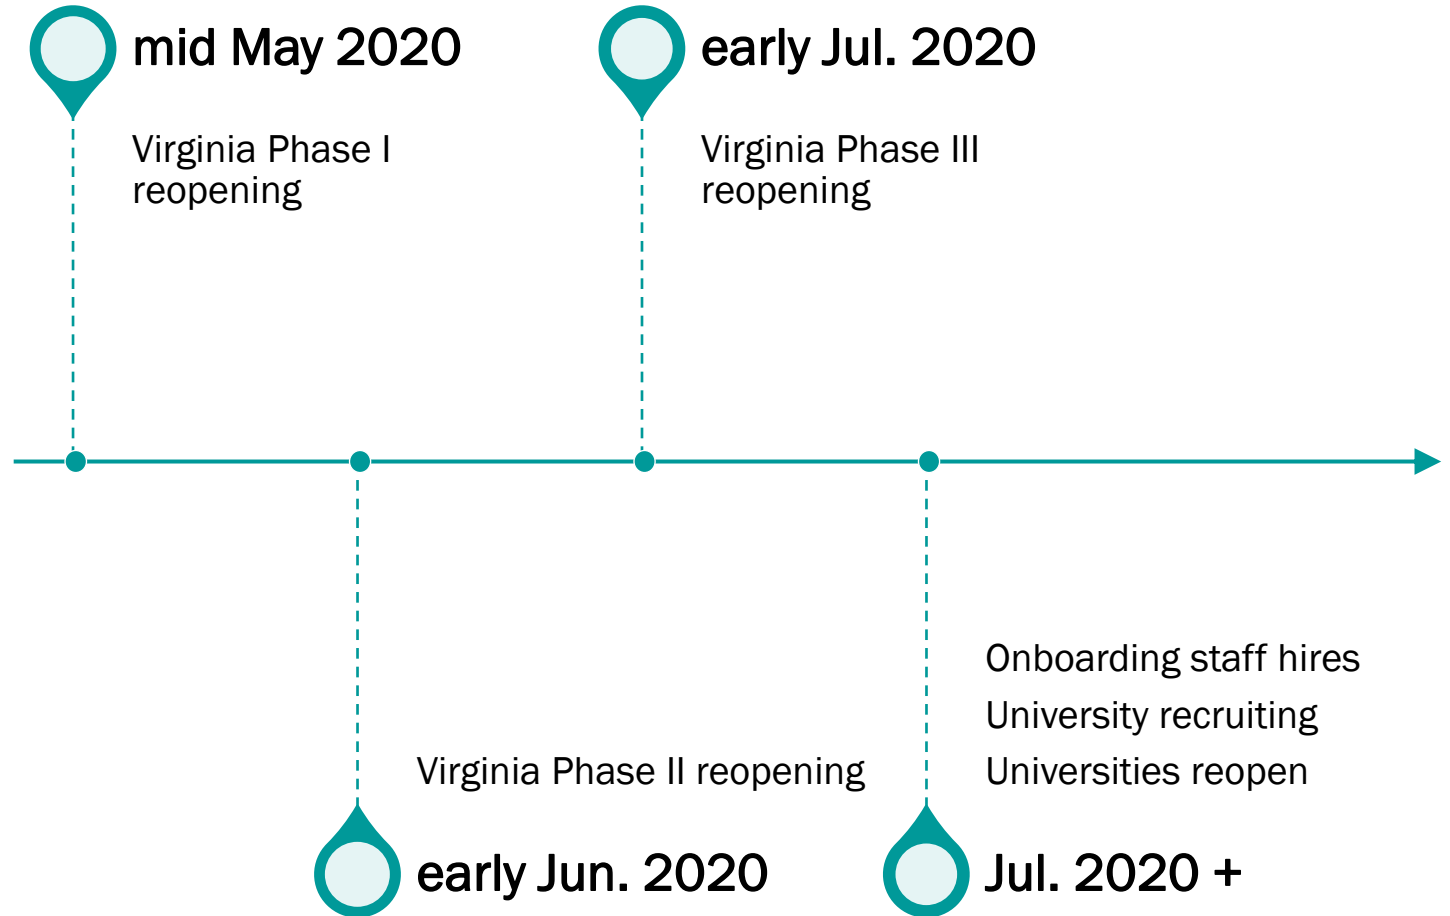 mid May 2020
Virginia Phase I
reopening
early Jul. 2020
Virginia Phase III
reopening
Virginia Phase II reopening
early Jun. 2020
Onboarding staff hires
University recruiting
Universities reopen
Jul. 2020 +